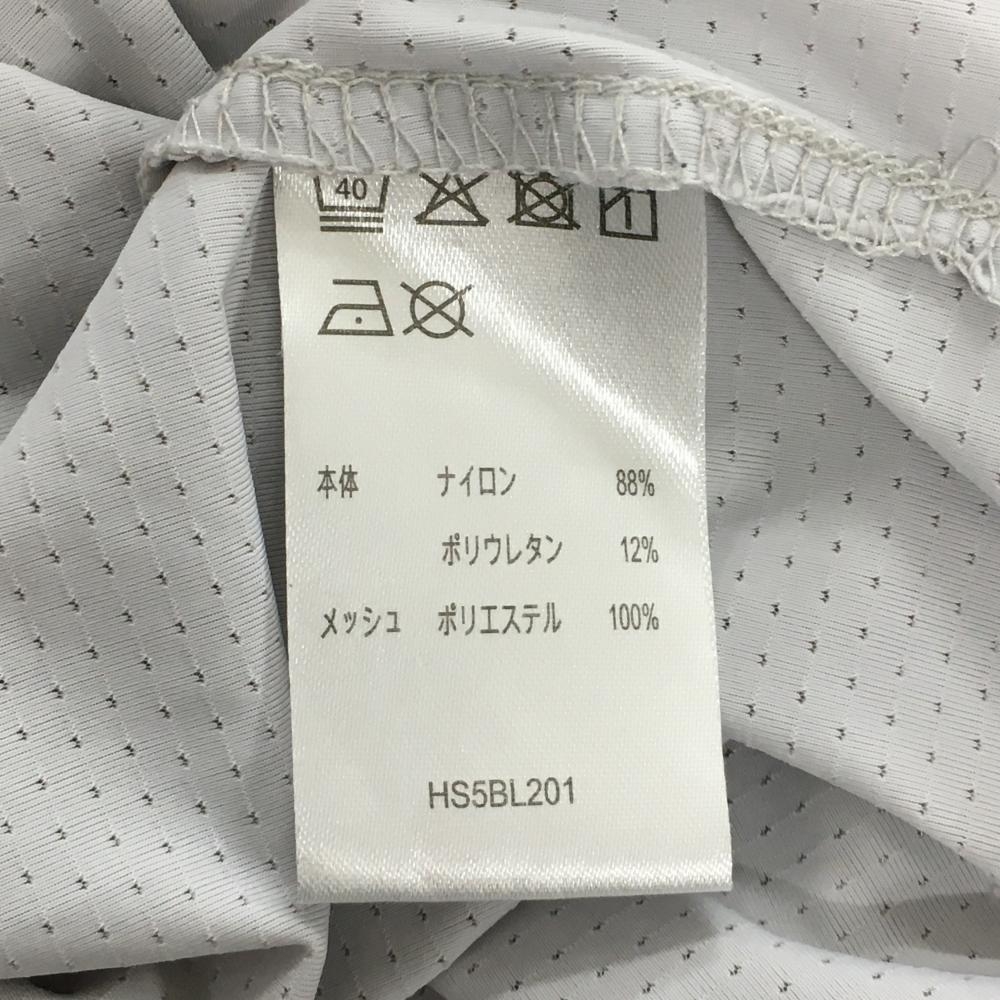 40
本体 ナイロン 88%
ポリウレタン 12%
メッシュ ポリエステル 100%
HS5BL201